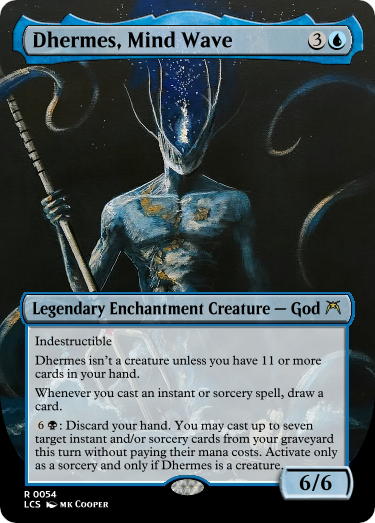 Dhermes, Mind Wave 3
Legendary Enchantment Creature — God
Indestructible
Dhermes isn't a creature unless you have 11 or more
cards in your hand.
Whenever you cast an instant or sorcery spell, draw a
card.
6 : Discard your hand. You may cast up to seven
target instant and/or sorcery cards from your graveyard
this turn without paying their mana costs. Activate only
as a sorcery and only if Dhermes is a creature.
6/6
R 0054
LCS MK COOPER